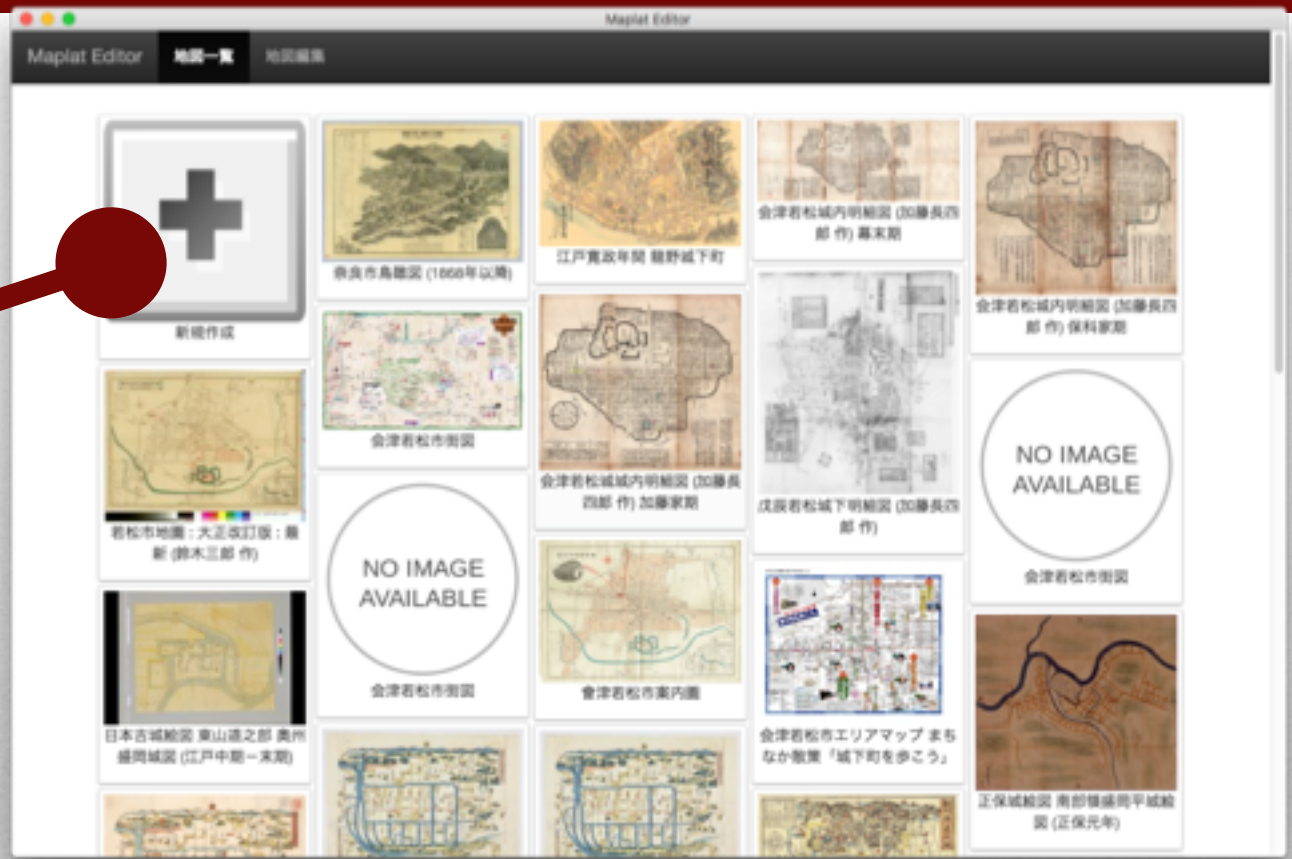 Maplat Editor
Maplat Editor
地図一覧
地図編集
新規作成
若松市地圖 : 大正改訂版 : 最
新 (鈴木三郎 作)
日本古城絵図 東山道之部 奥州
盛岡城図 (江戸中期－末期)
奈良市鳥瞰図 (1868年以降)
会津若松市街図
NO IMAGE
AVAILABLE
会津若松市街図
江戸寛政年間 龍野城下町
会津若松城城内明細図 (加藤長
四郎 作) 加藤家期
會津若松市案内圖
会津若松城内明細図 (加藤長四
郎 作) 幕末期
戊辰若松城下明細図 (加藤長四
郎 作)
会津若松市エリアマップ まち
なか散策「城下町を歩こう」
会津若松城内明細図 (加藤長四
郎 作) 保科家期
NO IMAGE
AVAILABLE
会津若松市街図
正保城絵図 南部領盛岡平城絵
図 (正保元年)